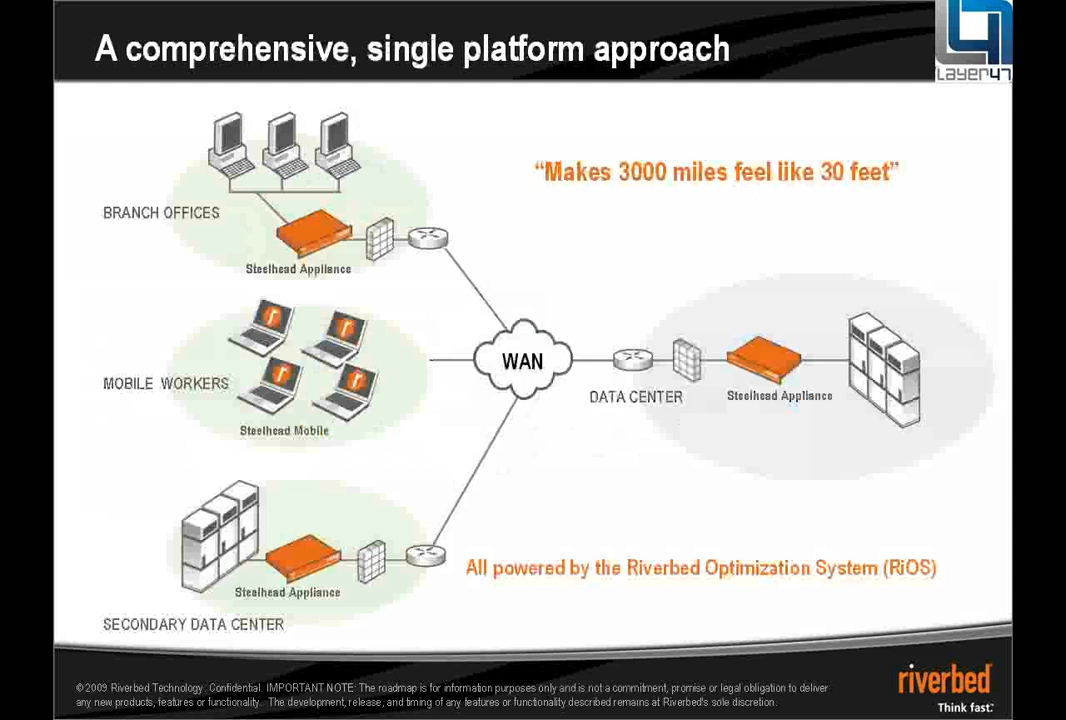 A comprehensive, single platform approach
LAYER47
"Makes 3000 miles feel like 30 feet"
BRANCH OFFICES
Steelhead Appliance
WAN
MOBILE WORKERS
DATA CENTER
Steelhead Appliance
Steelhead Mobile
All powered by the Riverbed Optimization System (RiOS)
Steelhead Appliance
SECONDARY DATA CENTER
©2009 Riverbed Technology. Confidential. IMPORTANT NOTE: The roadmap is for information purposes only and is not a commitment, promise or legal obligation to deliver
any new products, features or functionality. The development, release, and timing of any features or functionality described remains at Riverbed's sole discretion.
riverbed
Think fast.™